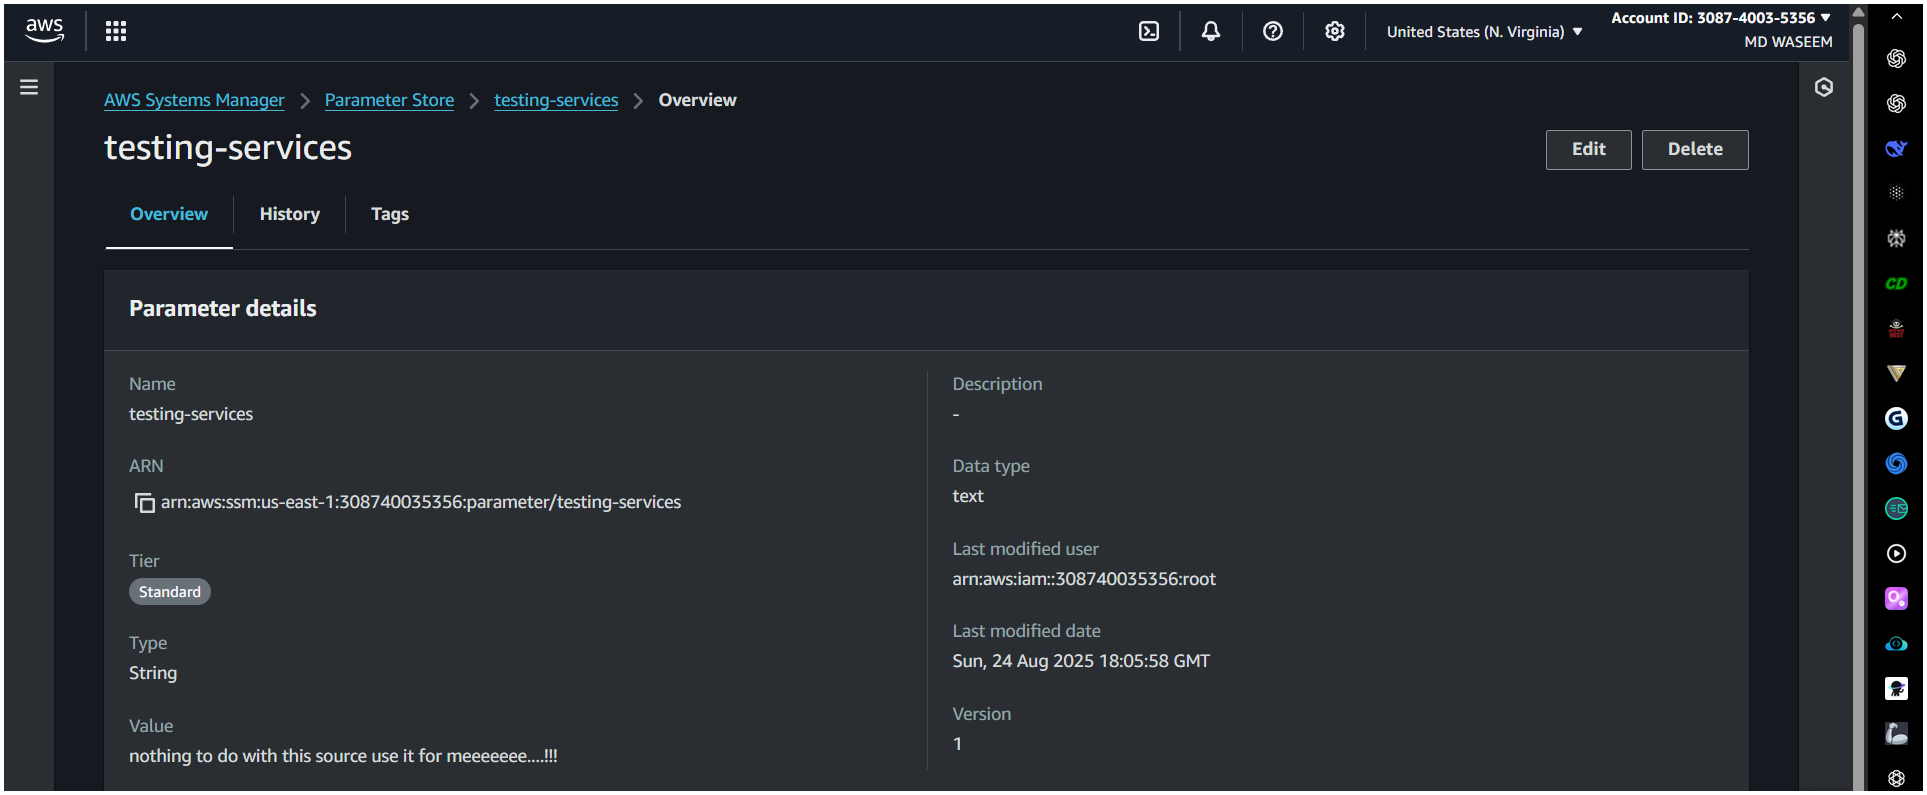 aws
United States (N. Virginia) ▼
Account ID: 3087-4003-5356 ▼
MD WASEEM
AWS Systems Manager > Parameter Store > testing-services > Overview
testing-services
Edit
Delete
Overview
History
Tags
Parameter details
Name
testing-services
ARN
arn:aws:ssm:us-east-1:308740035356:parameter/testing-services
Tier
Standard
Type
String
Value
nothing to do with this source use it for meeeeeee....!!!
Description
-
Data type
text
Last modified user
arn:aws:iam::308740035356:root
Last modified date
Sun, 24 Aug 2025 18:05:58 GMT
Version
1
CD